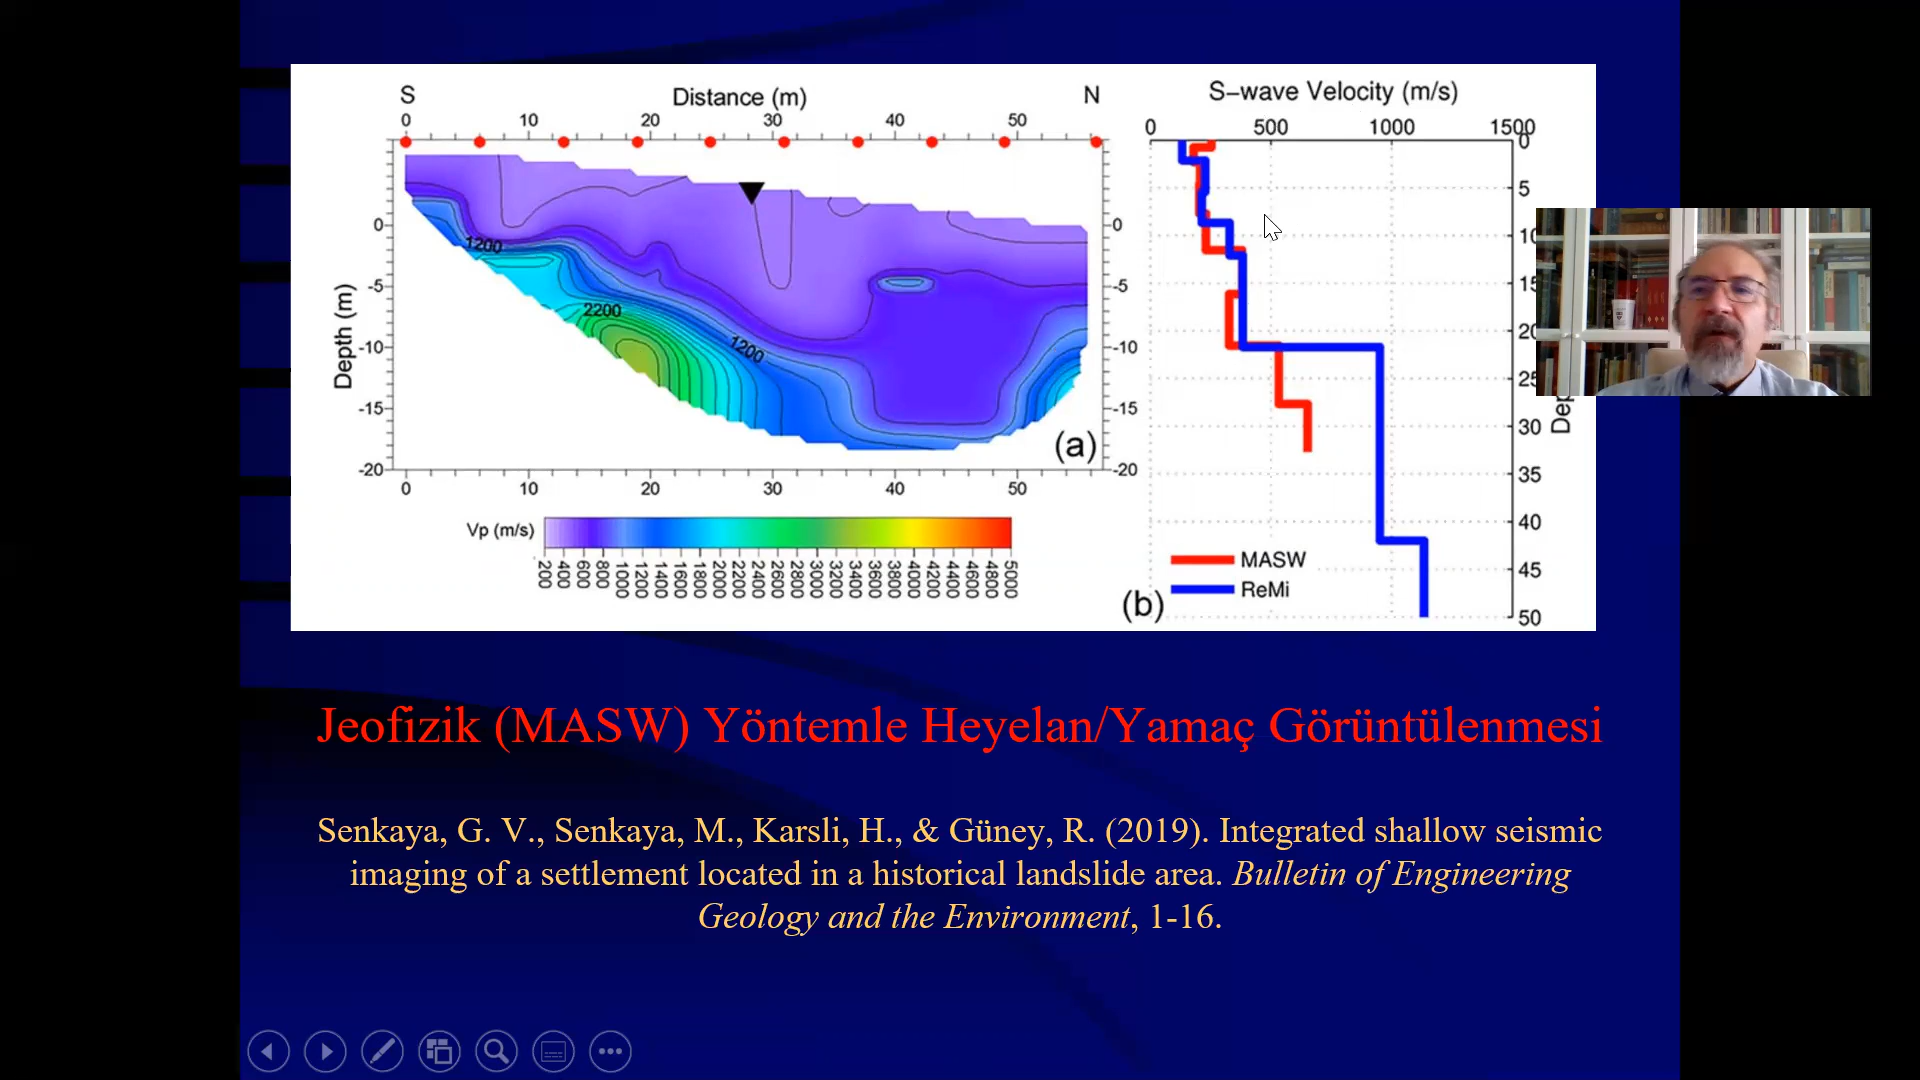 S Distance (m) N
0 10 20 30 40 50
Depth (m)
0 -5 -10 -15 -20
0 -5 -10 -15 -20
1200
2200
1200
(a)
0 10 20 30 40 50
Vp (m/s)
200 400 600 800 1000 1200 1400 1600 1800 2000 2200 2400 2600 2800 3000 3200 3400 3600 3800 4000 4200 4400 4600 4800 5000
S-wave Velocity (m/s)
0 500 1000 1500
0 5 10 15 20 25 30 35 40 45 50
MASW
ReMi
(b)
Jeofizik (MASW) Yöntemle Heyelan/Yamaç Görüntülenmesi
Senkaya, G. V., Senkaya, M., Karsli, H., & Güney, R. (2019). Integrated shallow seismic
imaging of a settlement located in a historical landslide area. Bulletin of Engineering
Geology and the Environment, 1-16.